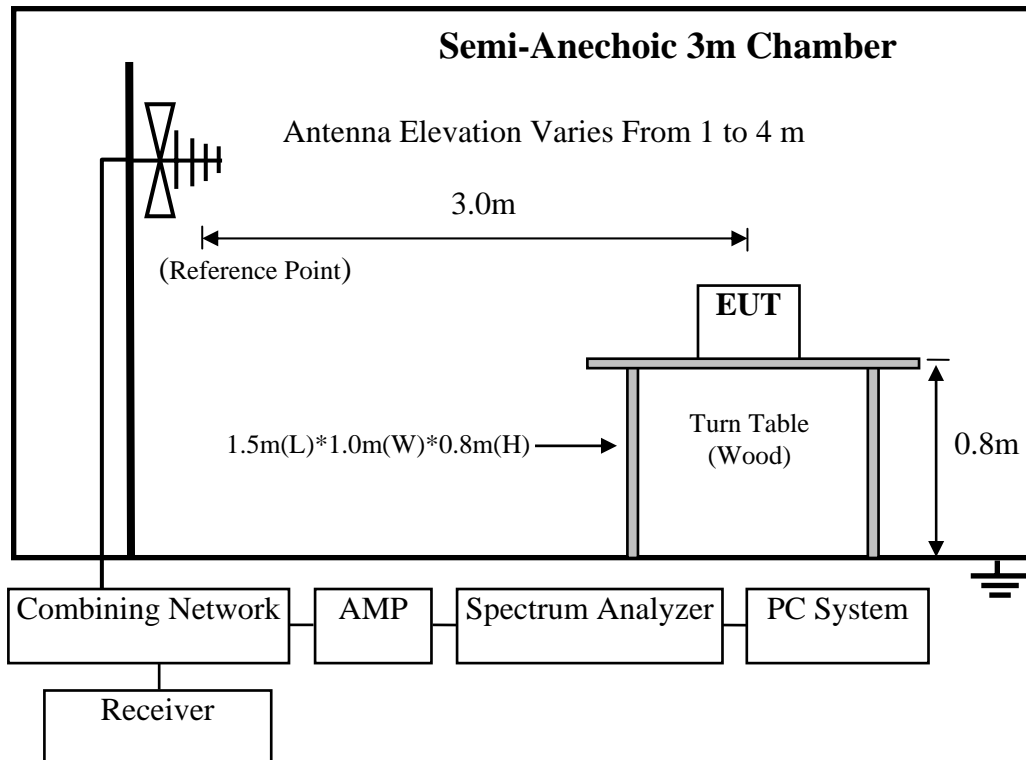 Semi-Anechoic 3m Chamber
Antenna Elevation Varies From 1 to 4 m
3.0m
(Reference Point)
EUT
1.5m(L)*1.0m(W)*0.8m(H)
Turn Table
(Wood)
0.8m
Combining Network
AMP
Spectrum Analyzer
PC System
Receiver